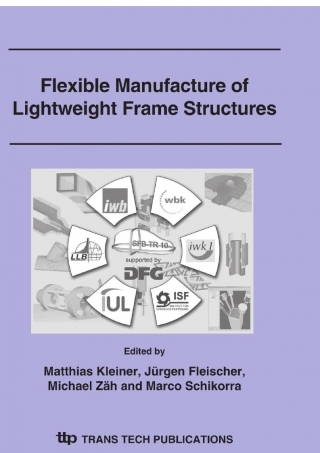 Flexible Manufacture of
Lightweight Frame Structures
iwb
wbk
LLB
SFB-TR 10
iwk I
supported by
DFG
IUL
ISF
Edited by
Matthias Kleiner, Jürgen Fleischer,
Michael Zäh and Marco Schikorra
ttp TRANS TECH PUBLICATIONS